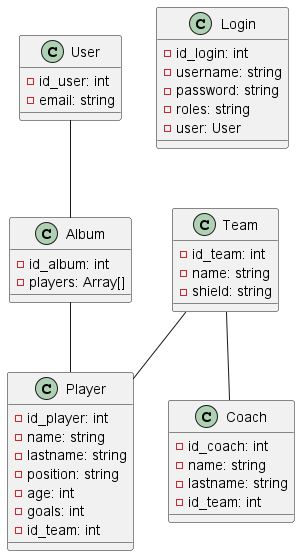 C User
id_user: int
email: string
C Login
id_login: int
username: string
password: string
roles: string
user: User
C Album
id_album: int
players: Array[]
C Team
id_team: int
name: string
shield: string
C Player
id_player: int
name: string
lastname: string
position: string
age: int
goals: int
id_team: int
C Coach
id_coach: int
name: string
lastname: string
id_team: int